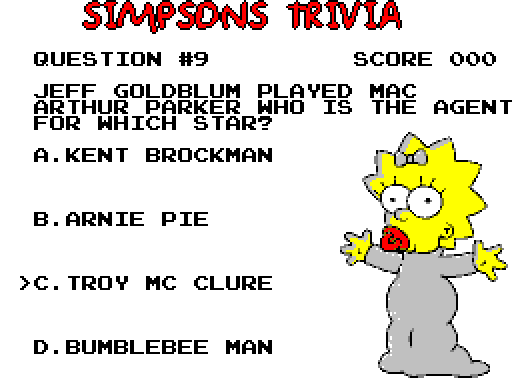 SIMPSONS TRIVIA
QUESTION #9 SCORE 000
JEFF GOLDBLUM PLAYED MAC
ARTHUR PARKER WHO IS THE AGENT
FOR WHICH STAR?
A.KENT BROCKMAN
B.ARNIE PIE
>C.TROY MC CLURE
D.BUMBLEBEE MAN